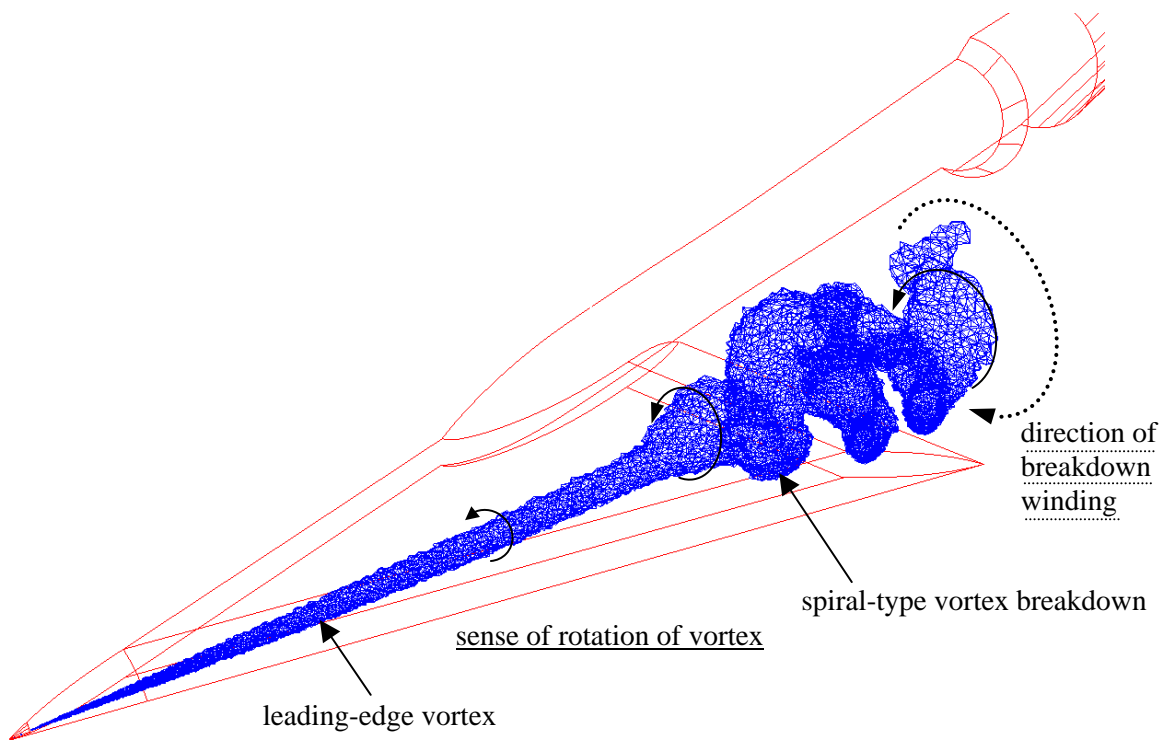 direction of
breakdown
winding
spiral-type vortex breakdown
sense of rotation of vortex
leading-edge vortex